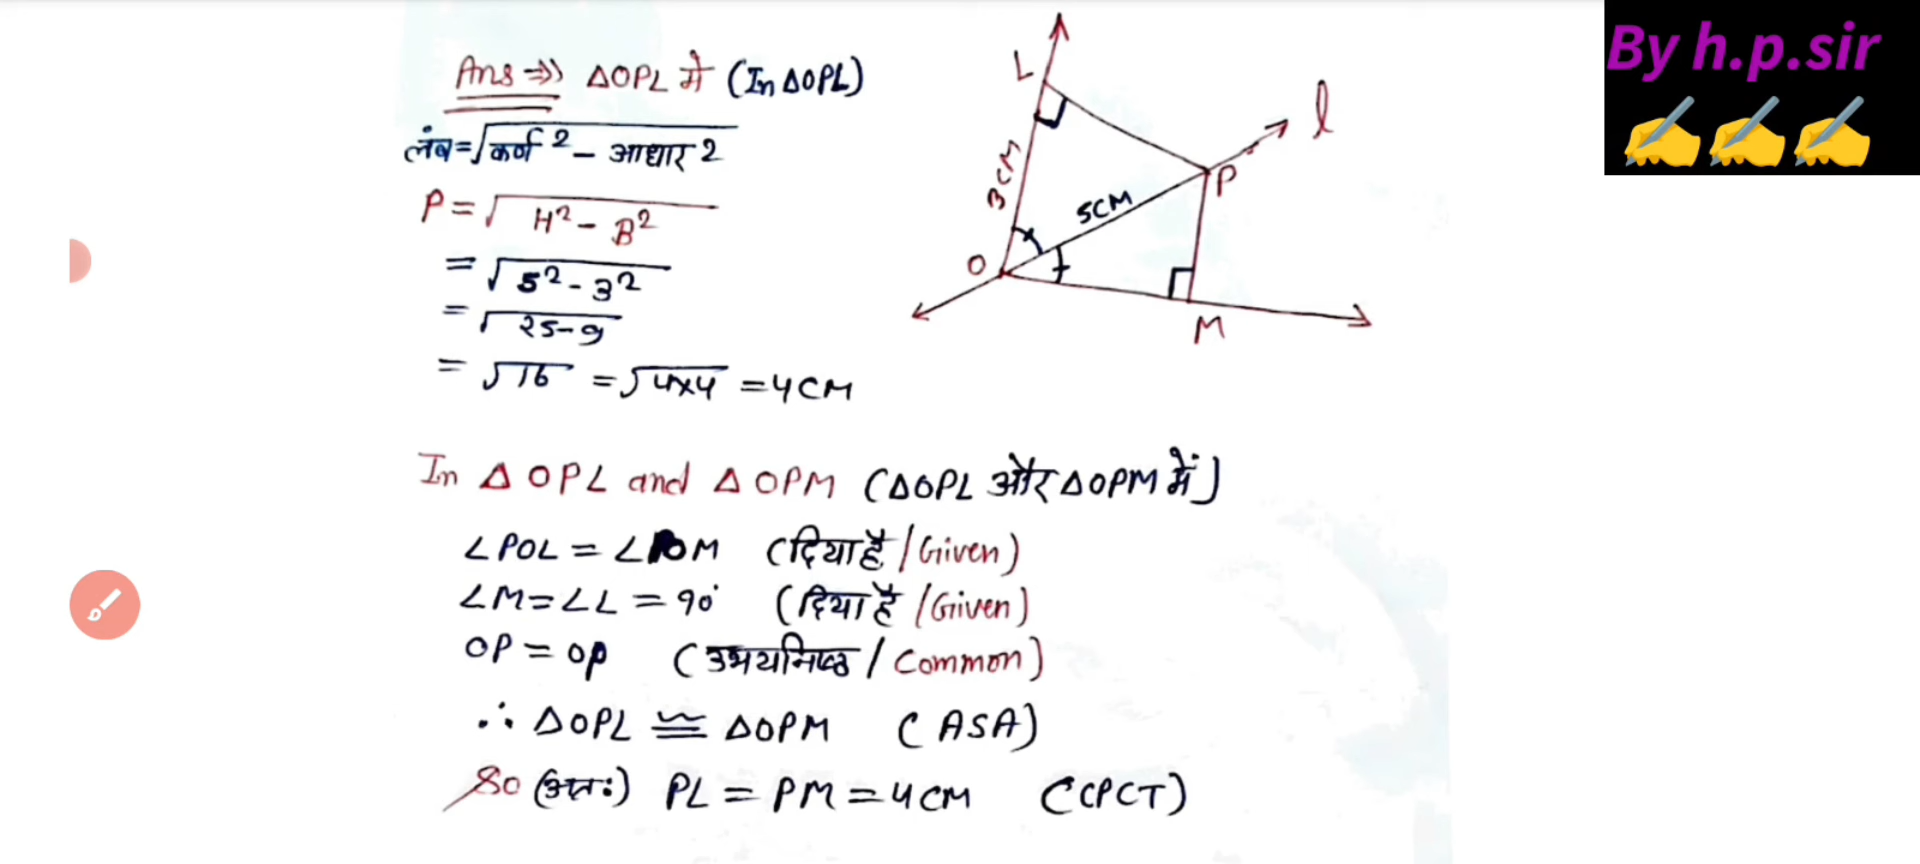 By h.p.sir
Ans ⇒» ΔOPL में (In ΔOPL)
लंब = √कर्ण² - आधार²
P = √H² - B²
= √5² - 3²
= √25-9
= √16 = √4×4 = 4CM
L
l
3CM
5CM
P
O
M
In Δ OPL and Δ OPM (ΔOPL और ΔOPM में)
∠POL = ∠POM (दिया है / Given)
∠M = ∠L = 90° (दिया है / Given)
OP = OP (उभयनिष्ठ / Common)
∴ ΔOPL ≅ ΔOPM (ASA)
So (अतः) PL = PM = 4CM (CPCT)